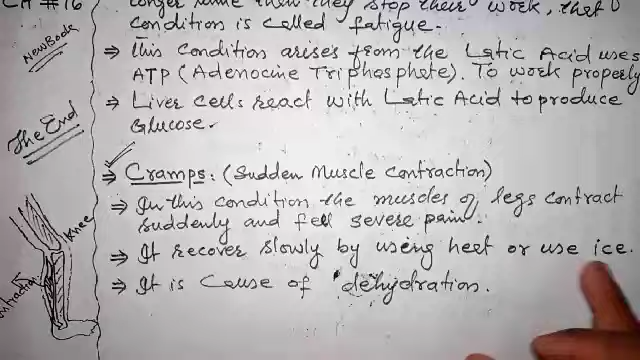 CH # 16
longer time then they stop their work, that
condition is called fatigue.
New Book
⇒ This condition arises from the Latic Acid uses
ATP (Adenocine Triphosphete). To work properly
⇒ Liver cells react with Latic Acid to produce
Glucose.
The End
⇒ Cramps: (Sudden Muscle Contraction)
⇒ In this condition the muscles of legs contract
suddenly and fell severe pain.
Knee
⇒ It recover slowly by using heet or use ice.
⇒ It is Cause of dehydration.